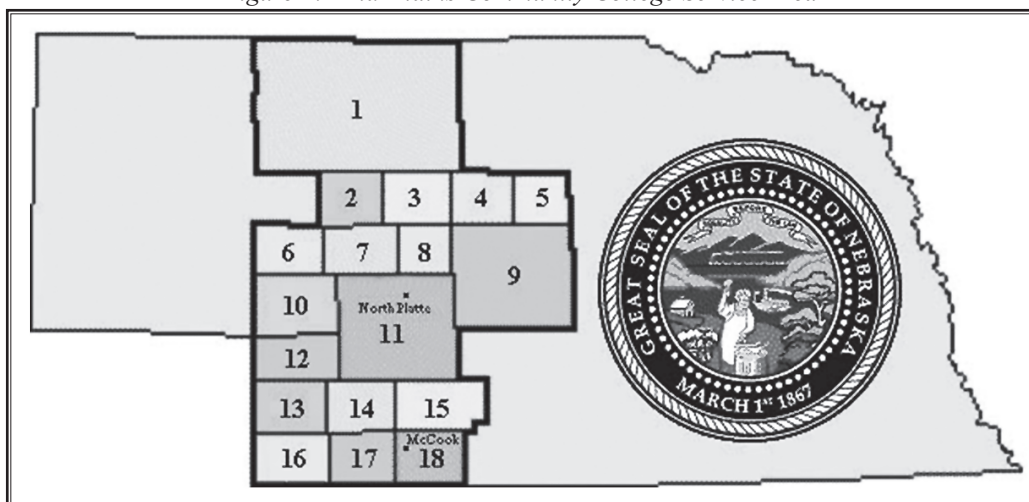 1
2 3 4 5
6 7 8 9
10 North Platte 11
12
13 14 15
16 17 McCook 18
GREAT SEAL OF THE STATE OF NEBRASKA
MARCH 1ST 1867